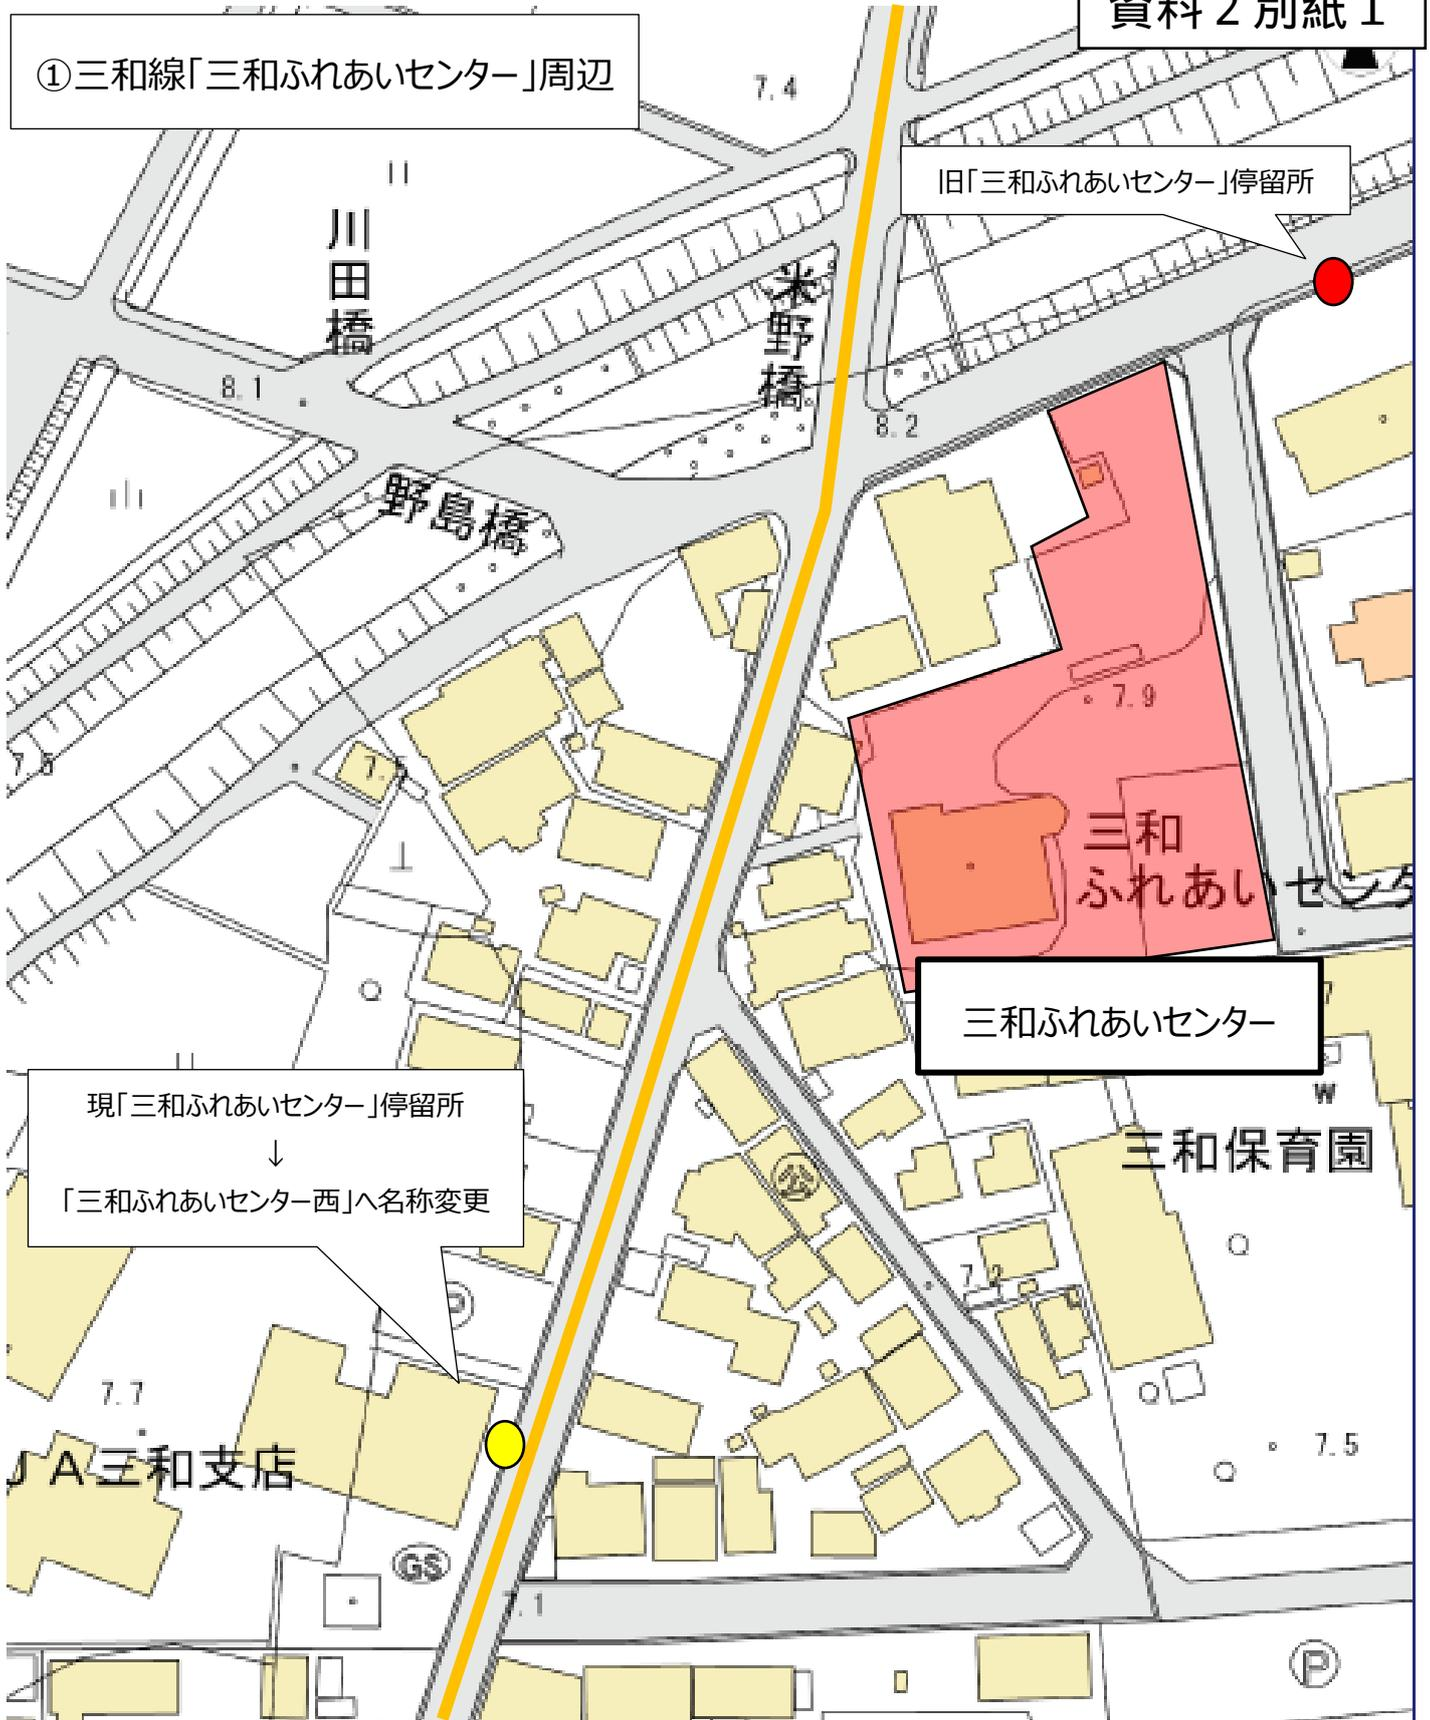 資料２別紙１
①三和線「三和ふれあいセンター」周辺
7.4
旧「三和ふれあいセンター」停留所
川田橋
米野橋
8.1
8.2
野島橋
7.9
7.5
三和
ふれあいセンタ
三和ふれあいセンター
現「三和ふれあいセンター」停留所
↓
「三和ふれあいセンター西」へ名称変更
W
三和保育園
公
7.2
7.7
7.5
ＪＡ三和支店
GS
7.1
P